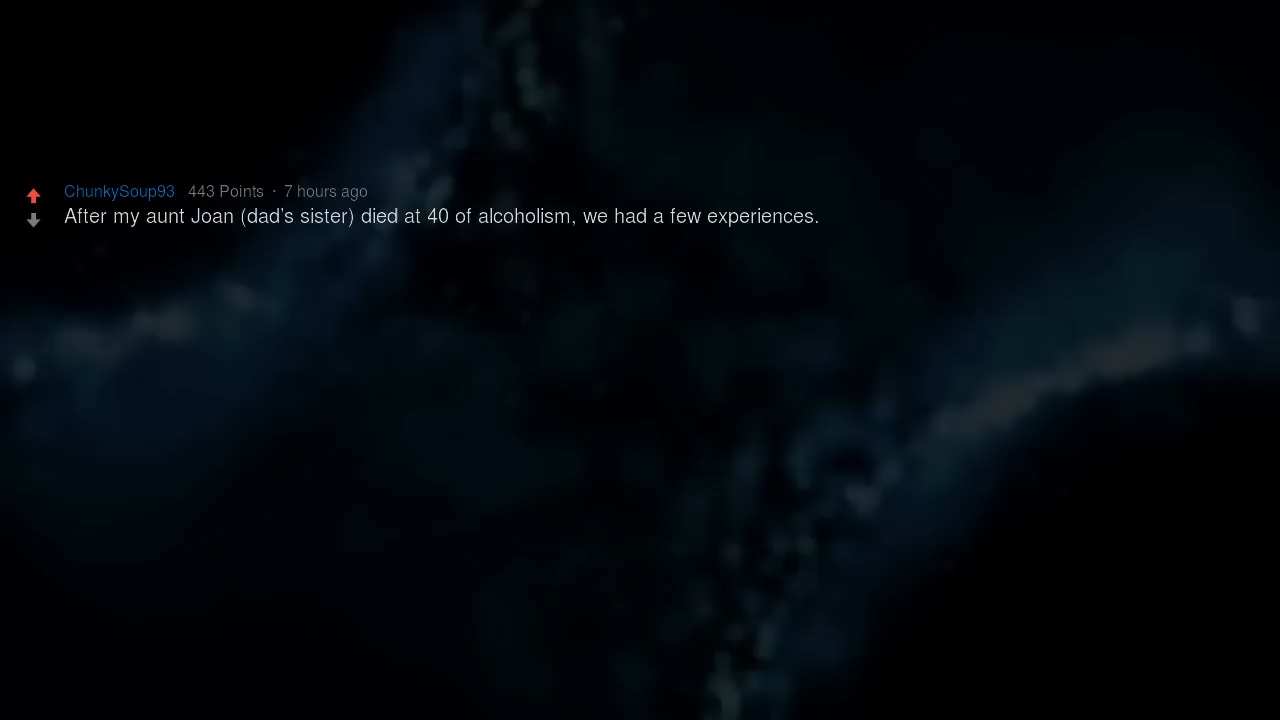 ChunkySoup93 443 Points · 7 hours ago
After my aunt Joan (dad's sister) died at 40 of alcoholism, we had a few experiences.